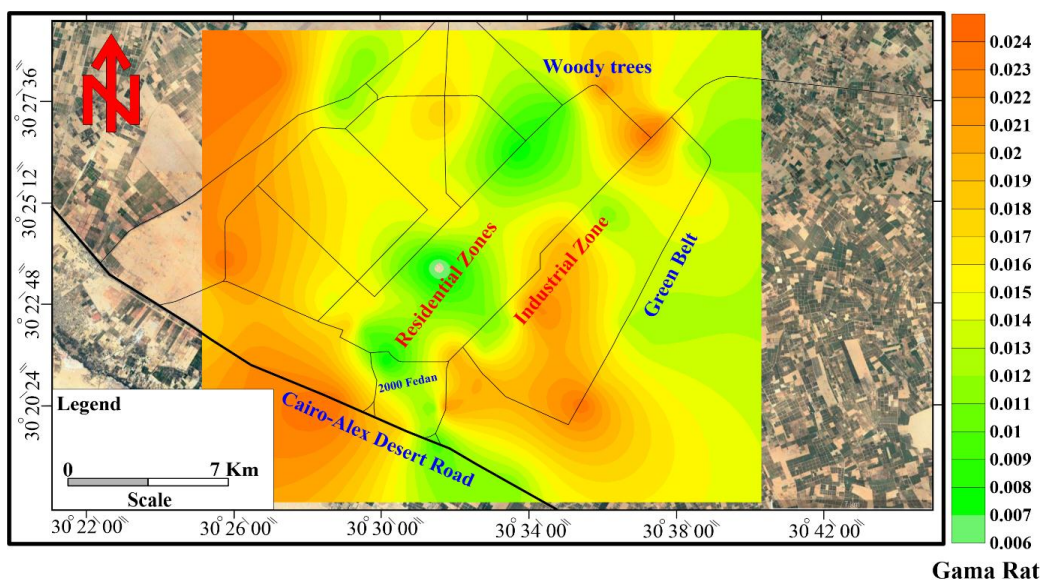 Woody trees
Residential Zones
Industrial Zone
Green Belt
2000 Fedan
Cairo-Alex Desert Road
N
30° 27 36 //
30° 25 12 //
30° 22 48 //
30° 20 24 //
Legend
0 7 Km
Scale
30 22 00 // 30 26 00 // 30 30 00 // 30 34 00 // 30 38 00 // 30 42 00 //
0.024
0.023
0.022
0.021
0.02
0.019
0.018
0.017
0.016
0.015
0.014
0.013
0.012
0.011
0.01
0.009
0.008
0.007
0.006
Gama Rat